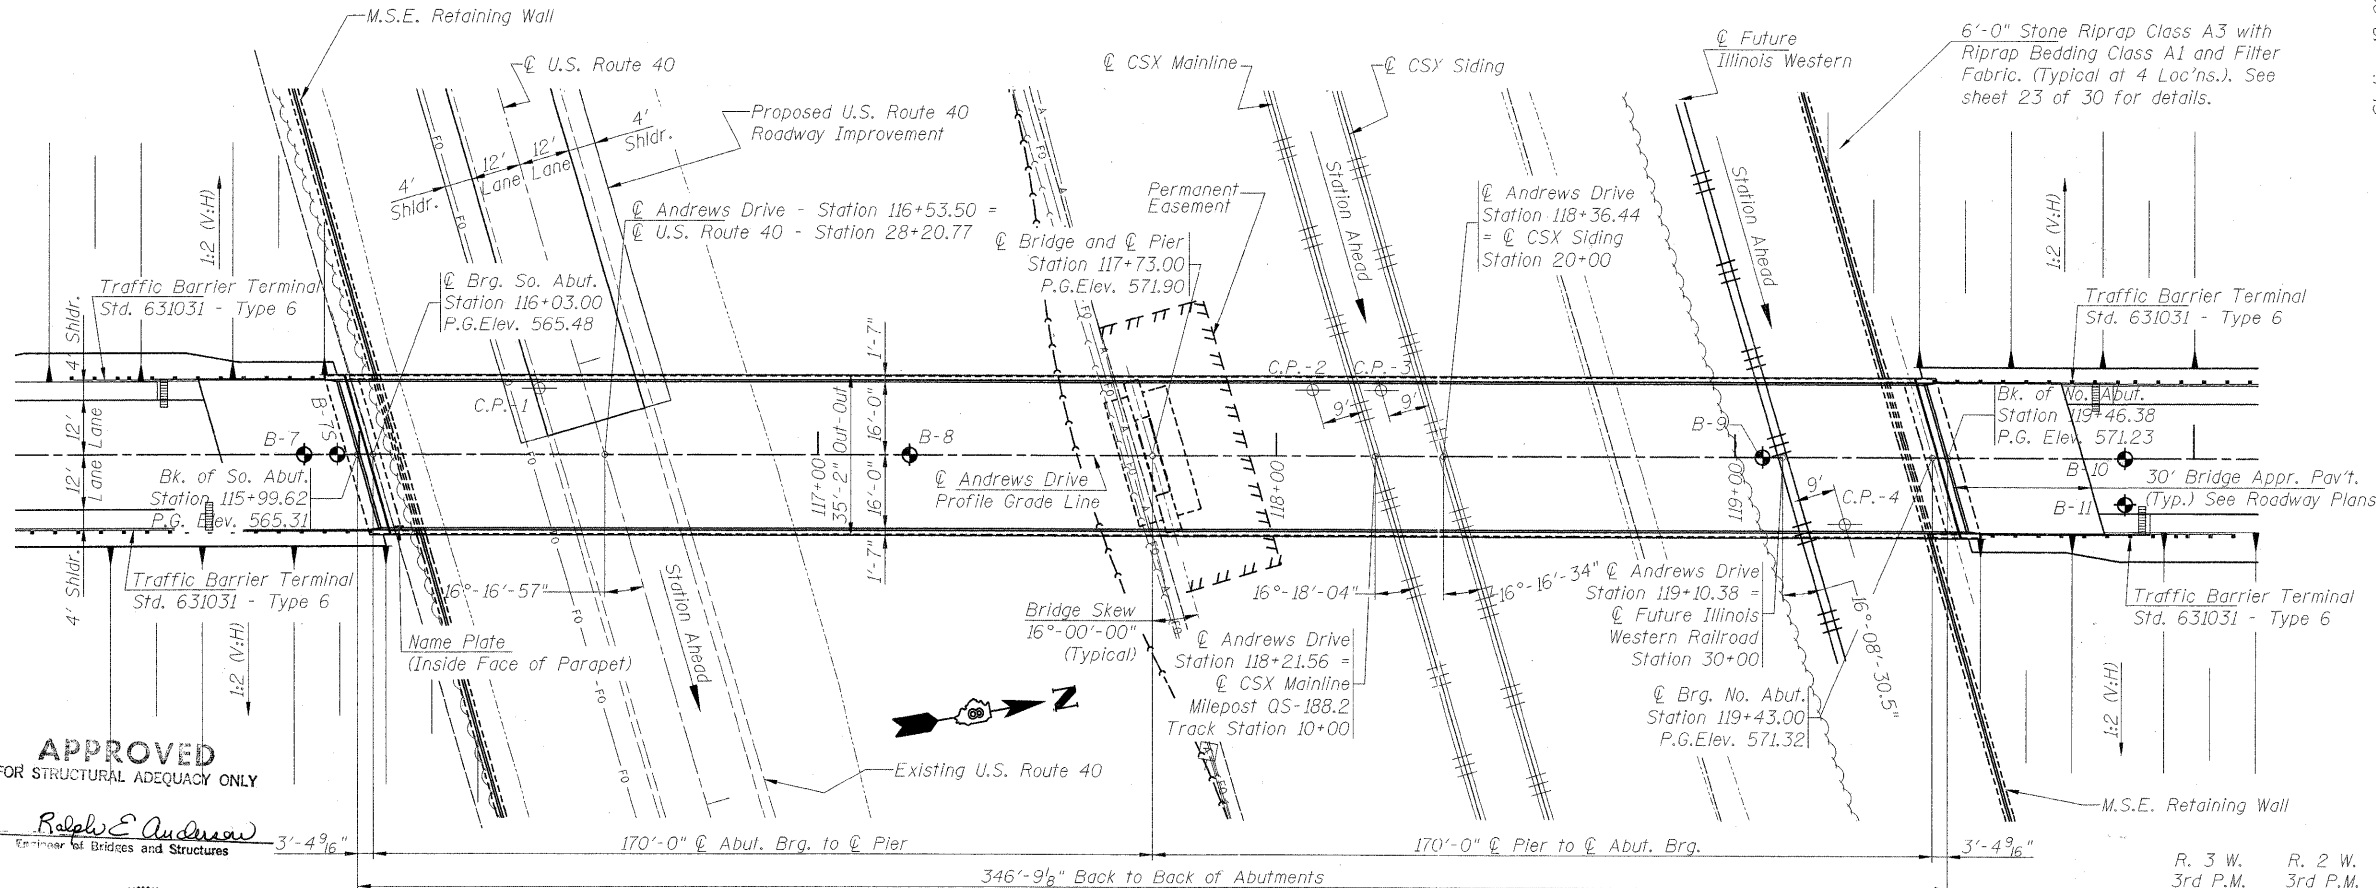 M.S.E. Retaining Wall
℄ U.S. Route 40
Proposed U.S. Route 40
Roadway Improvement
4'
Shldr.
12'
Lane
12'
Lane
4'
Shldr.
℄ CSX Mainline
℄ CSX Siding
℄ Future
Illinois Western
6'-0" Stone Riprap Class A3 with
Riprap Bedding Class A1 and Filter
Fabric. (Typical at 4 Loc'ns.). See
sheet 23 of 30 for details.
1:2 (V:H)
Traffic Barrier Terminal
Std. 631031 - Type 6
℄ Brg. So. Abut.
Station 116+03.00
P.G.Elev. 565.48
℄ Andrews Drive - Station 116+53.50 =
℄ U.S. Route 40 - Station 28+20.77
℄ Bridge and ℄ Pier
Station 117+73.00
P.G.Elev. 571.90
Permanent
Easement
Station Ahead
℄ Andrews Drive
Station 118+36.44
= ℄ CSX Siding
Station 20+00
Station Ahead
1:2 (V:H)
Traffic Barrier Terminal
Std. 631031 - Type 6
FO
FO
FO
FO
A
A
4' Shldr.
12'
Lane
12'
Lane
4' Shldr.
B-7
B-7S
C.P.-1
1'-7"
16'-0"
35'-2" Out-Out
16'-0"
1'-7"
117+00
B-8
℄ Andrews Drive
Profile Grade Line
118+00
C.P.-2
C.P.-3
9'
9'
B-9
119+00
9'
C.P.-4
Bk. of No. Abut.
Station 119+46.38
P.G. Elev. 571.23
B-10
B-11
30' Bridge Appr. Pav't.
(Typ.) See Roadway Plans
Bk. of So. Abut.
Station 115+99.62
P.G. Elev. 565.31
Traffic Barrier Terminal
Std. 631031 - Type 6
Name Plate
(Inside Face of Parapet)
1:2 (V:H)
16°-16'-57"
Station Ahead
FO
FO
FO
Existing U.S. Route 40
N
Bridge Skew
16°-00'-00"
(Typical)
16°-18'-04"
16°-16'-34"
℄ Andrews Drive
Station 118+21.56 =
℄ CSX Mainline
Milepost QS-188.2
Track Station 10+00
℄ Andrews Drive
Station 119+10.38 =
℄ Future Illinois
Western Railroad
Station 30+00
16°-08'-30.5"
℄ Brg. No. Abut.
Station 119+43.00
P.G.Elev. 571.32
Traffic Barrier Terminal
Std. 631031 - Type 6
1:2 (V:H)
M.S.E. Retaining Wall
APPROVED
FOR STRUCTURAL ADEQUACY ONLY
Ralph E Anderson
Engineer of Bridges and Structures
3'-4 9/16"
170'-0" ℄ Abut. Brg. to ℄ Pier
170'-0" ℄ Pier to ℄ Abut. Brg.
3'-4 9/16"
346'-9 1/8" Back to Back of Abutments
R. 3 W.
3rd P.M.
R. 2 W.
3rd P.M.